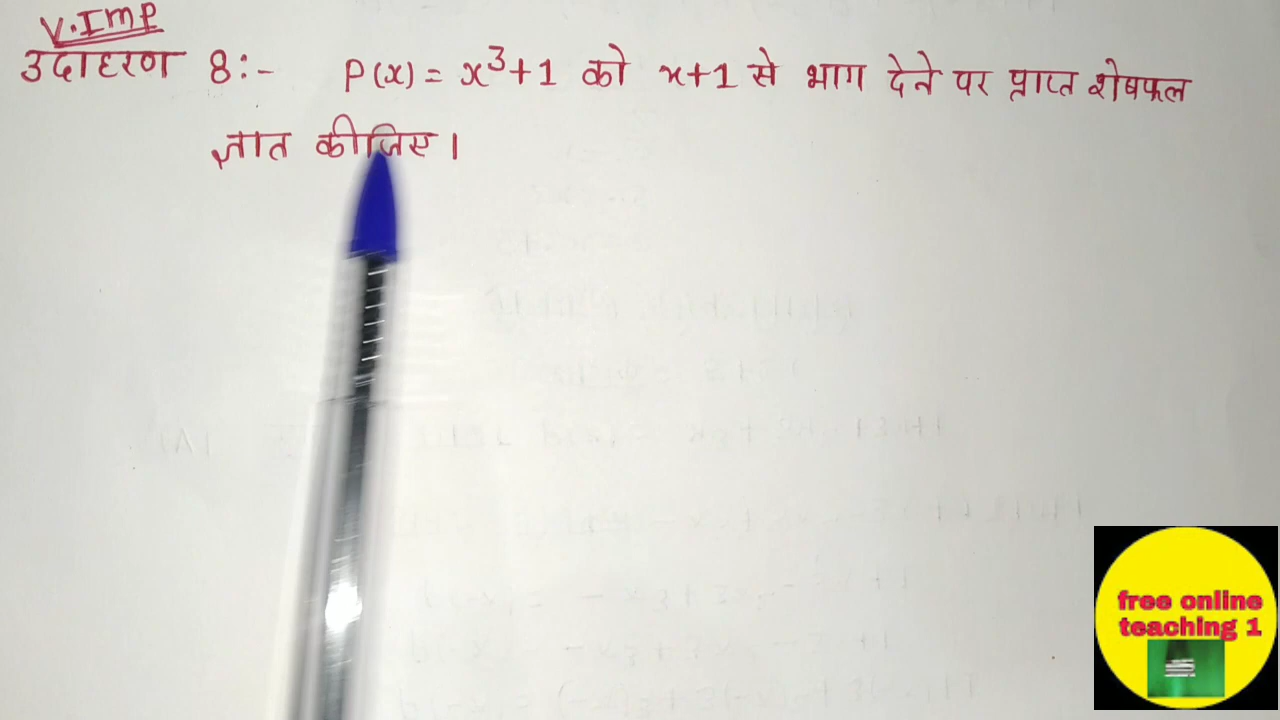 V.Imp
उदाहरण 8:- P(x) = x³+1 को x+1 से भाग देने पर प्राप्त शेषफल
ज्ञात कीजिए।
free online
teaching 1